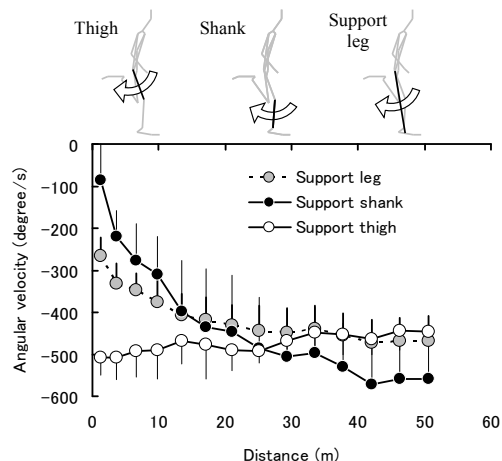 Thigh
Shank
Support
leg
0
-100
-200
-300
-400
-500
-600
Angular velocity (degree/s)
Support leg
Support shank
Support thigh
0
10
20
30
40
50
60
Distance (m)